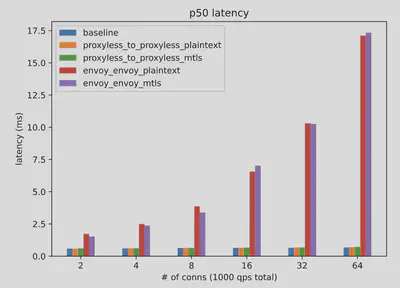 p50 latency
17.5
15.0
12.5
10.0
7.5
5.0
2.5
0.0
latency (ms)
baseline
proxyless_to_proxyless_plaintext
proxyless_to_proxyless_mtls
envoy_envoy_plaintext
envoy_envoy_mtls
2 4 8 16 32 64
# of conns (1000 qps total)